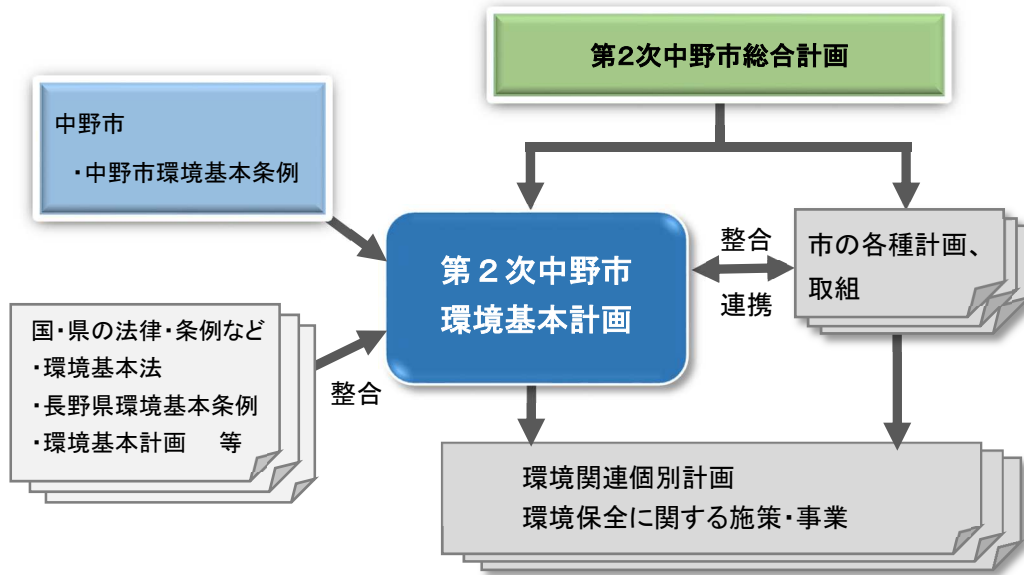 第2次中野市総合計画
中野市
・中野市環境基本条例
第２次中野市
環境基本計画
整合
連携
市の各種計画、
取組
国・県の法律・条例など
・環境基本法
・長野県環境基本条例
・環境基本計画　等
整合
環境関連個別計画
環境保全に関する施策・事業